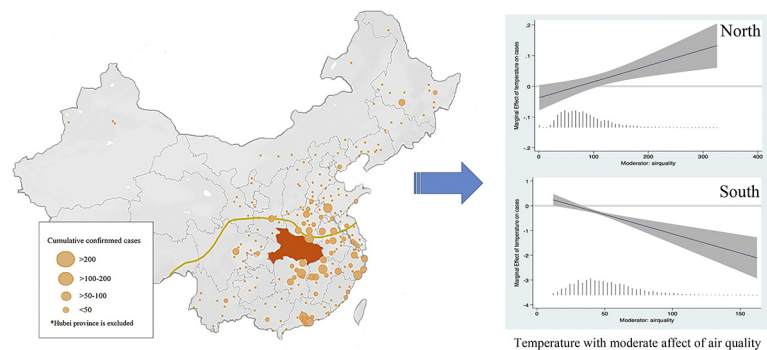 Cumulative confirnmed cases
>200
>100-200
>50-100
<50
*Hubei province is excluded
North
Marginal Effect of temperature on cases
.2
.1
0
-.1
.2
0
100
200
300
400
Moderator: airquality
South
Marginal Effect of temperature on cases
1
0
-1
-2
-3
-4
0
50
100
150
Moderator: airquality
Temperature with moderate affect of air quality